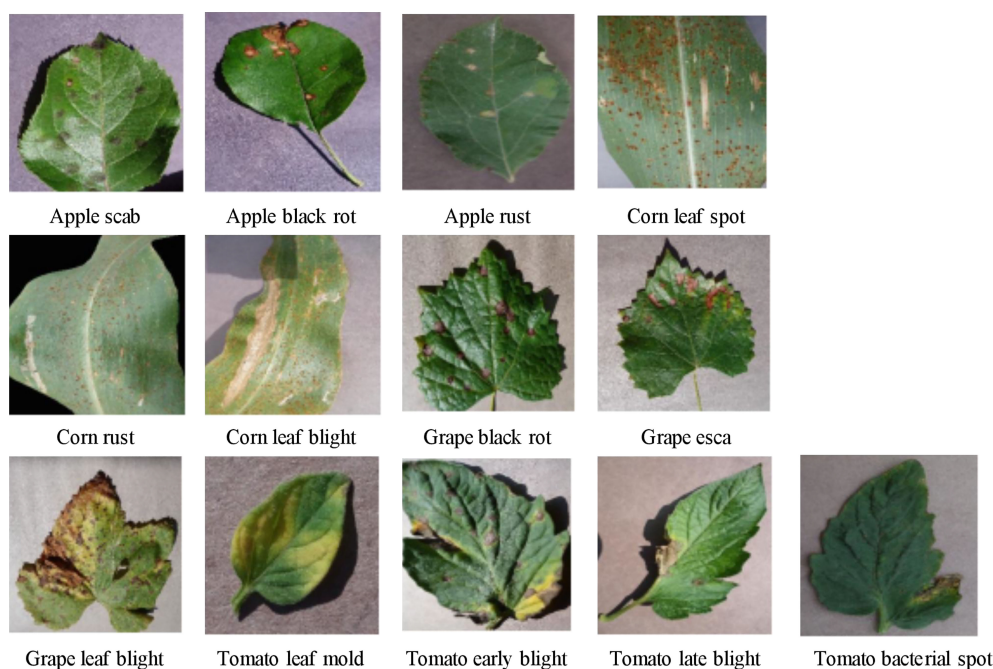 Apple scab
Apple black rot
Apple rust
Corn leaf spot
Corn rust
Corn leaf blight
Grape black rot
Grape esca
Grape leaf blight
Tomato leaf mold
Tomato early blight
Tomato late blight
Tomato bacterial spot